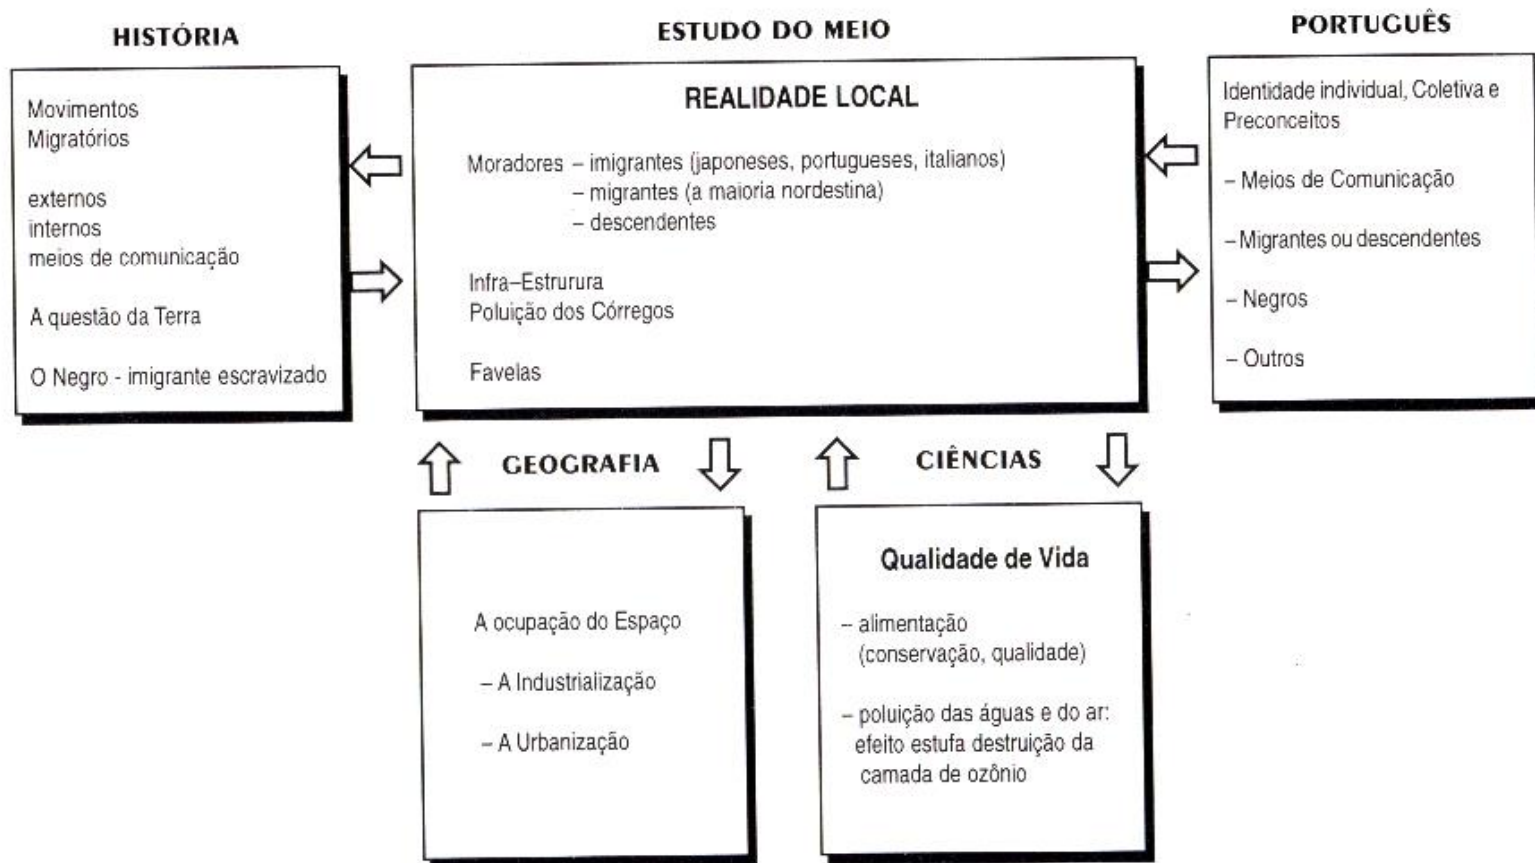 HISTÓRIA
Movimentos
Migratórios
externos
internos
meios de comunicação
A questão da Terra
O Negro - imigrante escravizado
ESTUDO DO MEIO
REALIDADE LOCAL
Moradores – imigrantes (japoneses, portugueses, italianos)
– migrantes (a maioria nordestina)
– descendentes
Infra–Estrurura
Poluição dos Córregos
Favelas
PORTUGUÊS
Identidade individual, Coletiva e
Preconceitos
– Meios de Comunicação
– Migrantes ou descendentes
– Negros
– Outros
GEOGRAFIA
A ocupação do Espaço
– A Industrialização
– A Urbanização
CIÊNCIAS
Qualidade de Vida
– alimentação
(conservação, qualidade)
– poluição das águas e do ar:
efeito estufa destruição da
camada de ozônio